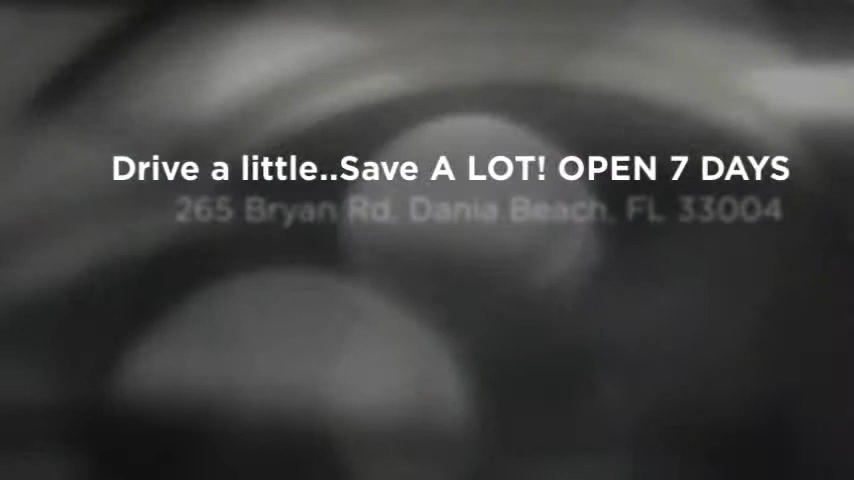 Drive a little..Save A LOT! OPEN 7 DAYS
265 Bryan Rd, Dania Beach, FL 33004